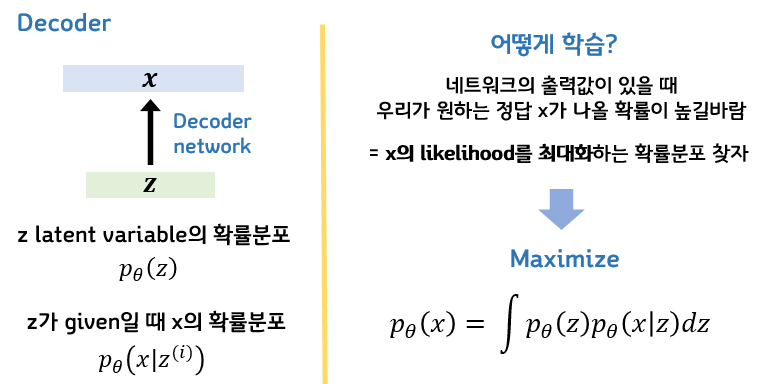 Decoder
x
Decoder
network
z
z latent variable의 확률분포
pθ(z)
z가 given일 때 x의 확률분포
pθ(x|z⁽ⁱ⁾)
어떻게 학습?
네트워크의 출력값이 있을 때
우리가 원하는 정답 x가 나올 확률이 높길바람
= x의 likelihood를 최대화하는 확률분포 찾자
Maximize
pθ(x) = ∫ pθ(z)pθ(x|z)dz